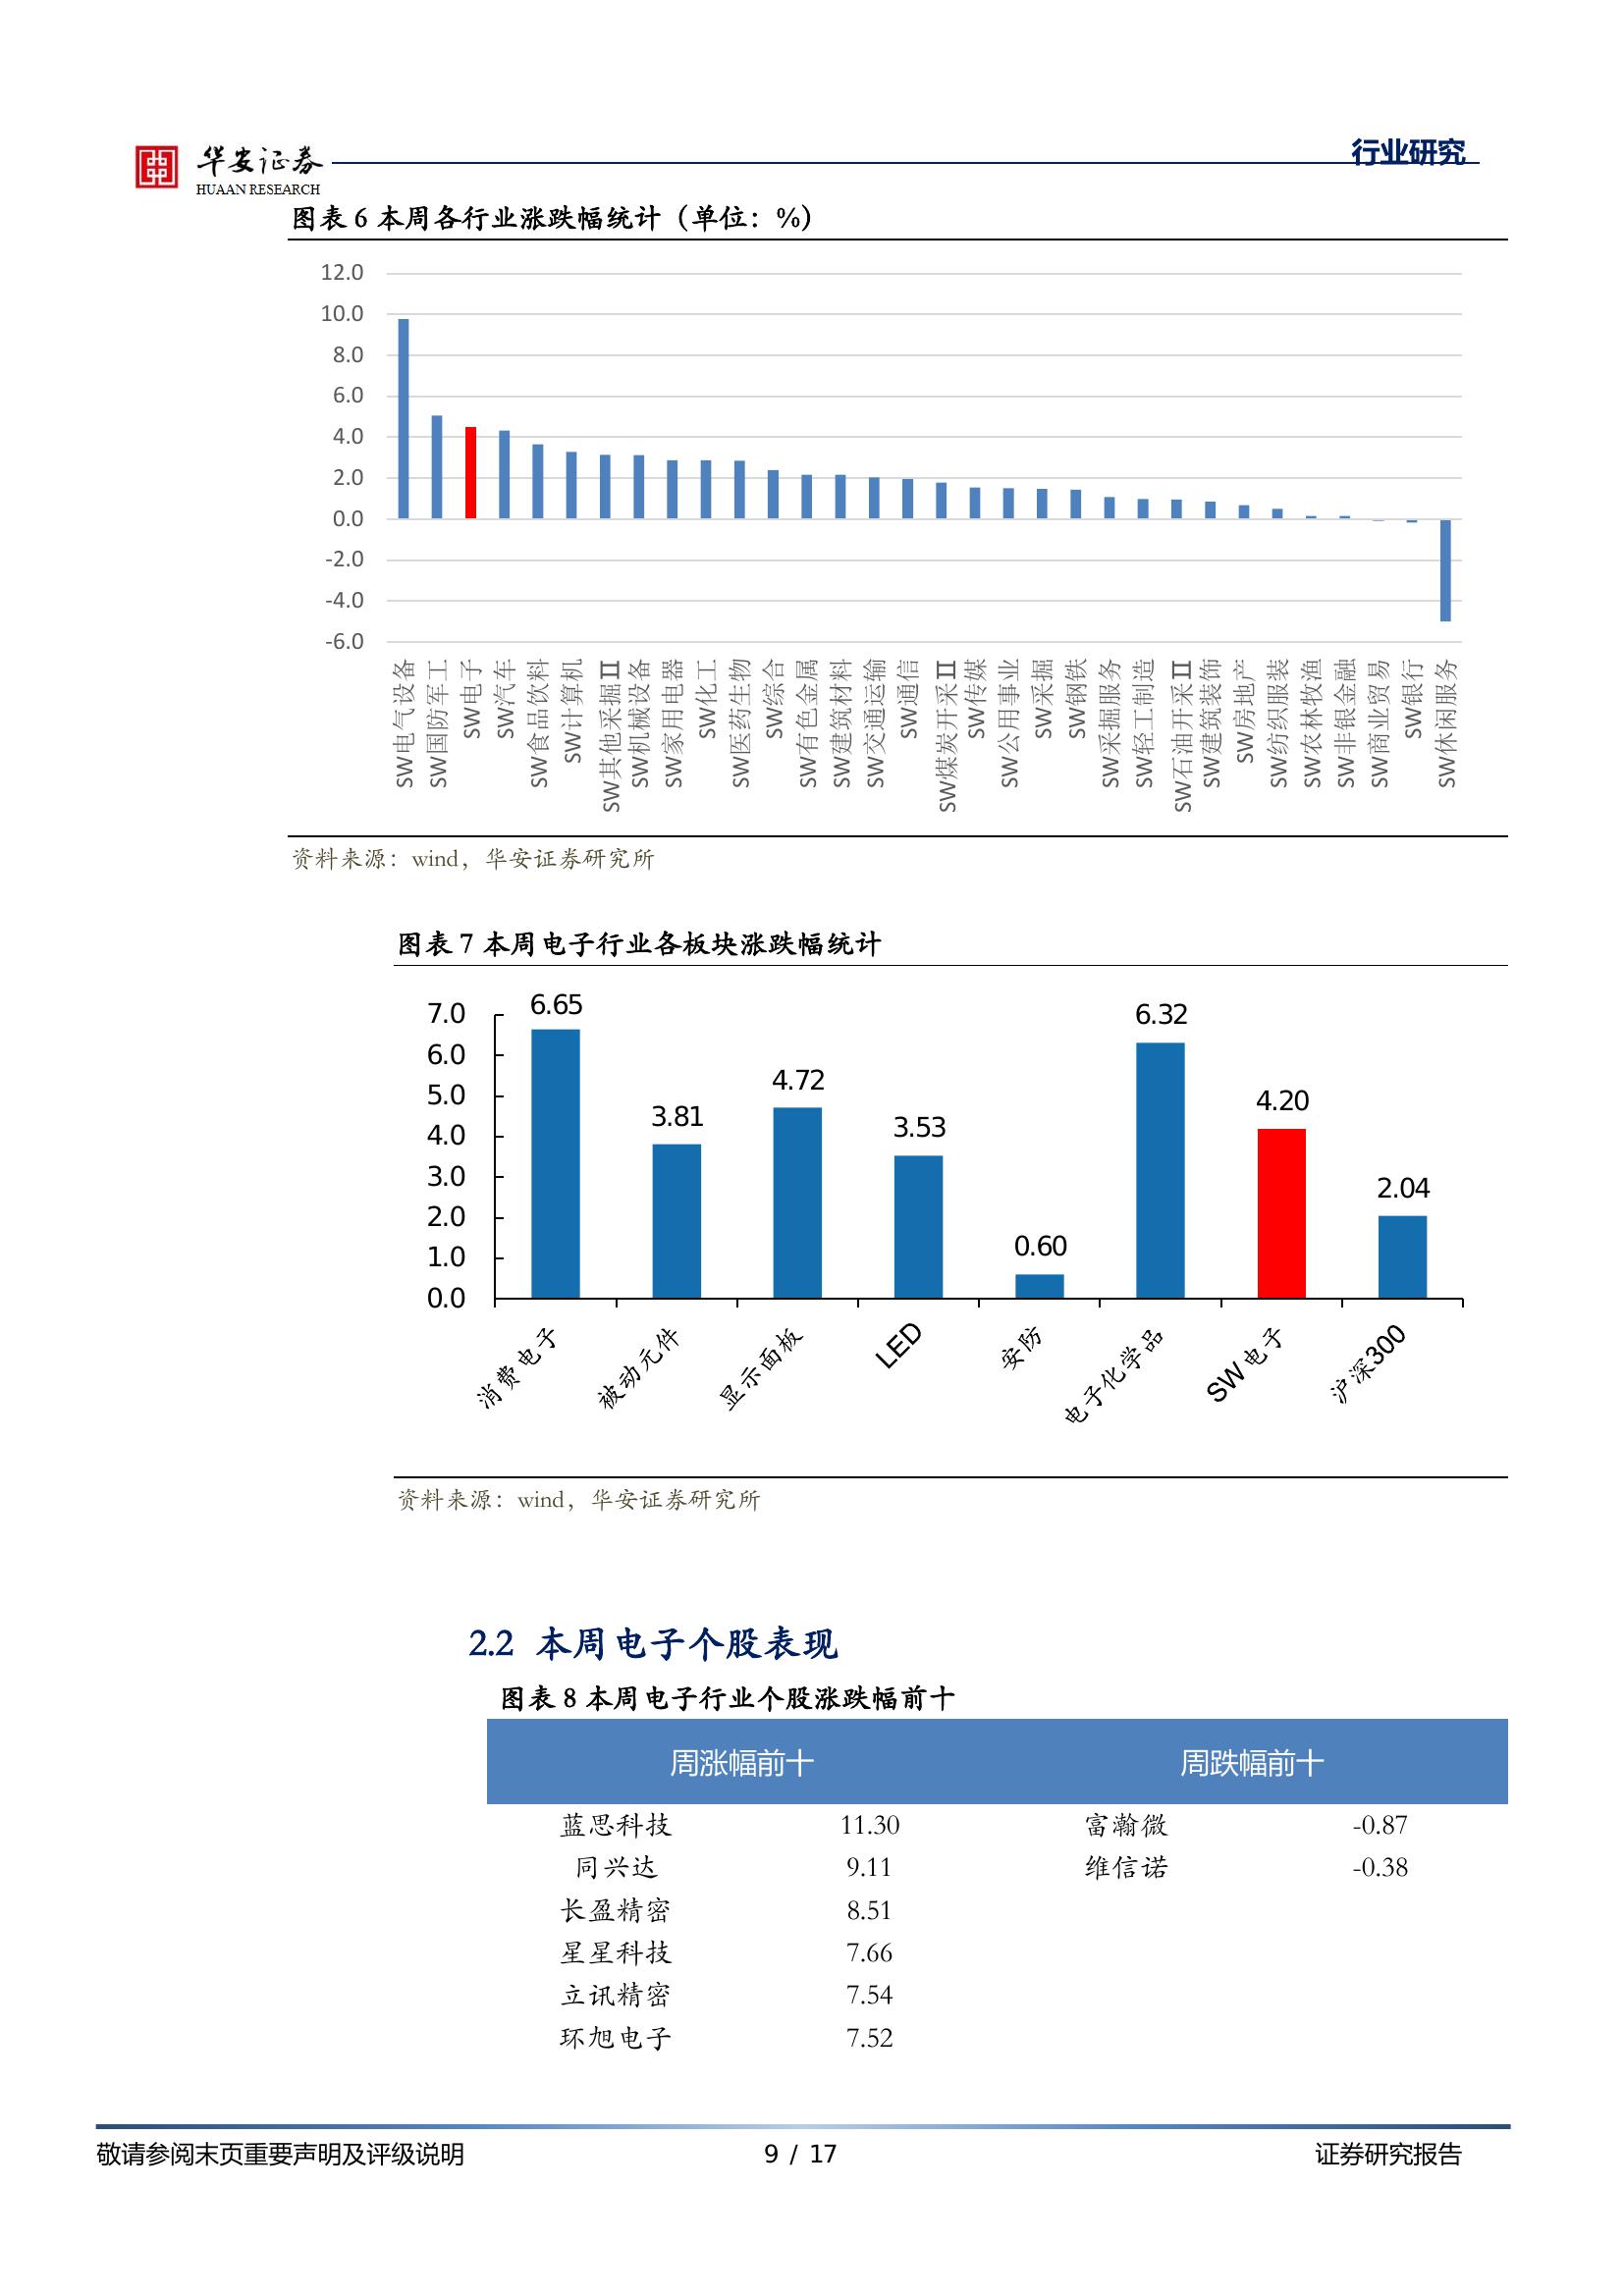 华安证券
HUAAN RESEARCH
行业研究
图表 6 本周各行业涨跌幅统计（单位：%）
12.0
10.0
8.0
6.0
4.0
2.0
0.0
-2.0
-4.0
-6.0
SW电气设备
SW国防军工
SW电子
SW汽车
SW食品饮料
SW计算机
SW其他采掘Ⅱ
SW机械设备
SW家用电器
SW化工
SW医药生物
SW综合
SW有色金属
SW建筑材料
SW交通运输
SW通信
SW煤炭开采Ⅱ
SW传媒
SW公用事业
SW采掘
SW钢铁
SW采掘服务
SW轻工制造
SW石油开采Ⅱ
SW建筑装饰
SW房地产
SW纺织服装
SW农林牧渔
SW非银金融
SW商业贸易
SW银行
SW休闲服务
资料来源：wind，华安证券研究所
图表 7 本周电子行业各板块涨跌幅统计
7.0
6.0
5.0
4.0
3.0
2.0
1.0
0.0
6.65
3.81
4.72
3.53
0.60
6.32
4.20
2.04
消费电子
被动元件
显示面板
LED
安防
电子化学品
SW电子
沪深300
资料来源：wind，华安证券研究所
2.2 本周电子个股表现
图表 8 本周电子行业个股涨跌幅前十
周涨幅前十 周跌幅前十
蓝思科技 11.30 富瀚微 -0.87
同兴达 9.11 维信诺 -0.38
长盈精密 8.51
星星科技 7.66
立讯精密 7.54
环旭电子 7.52
敬请参阅末页重要声明及评级说明 9 / 17 证券研究报告